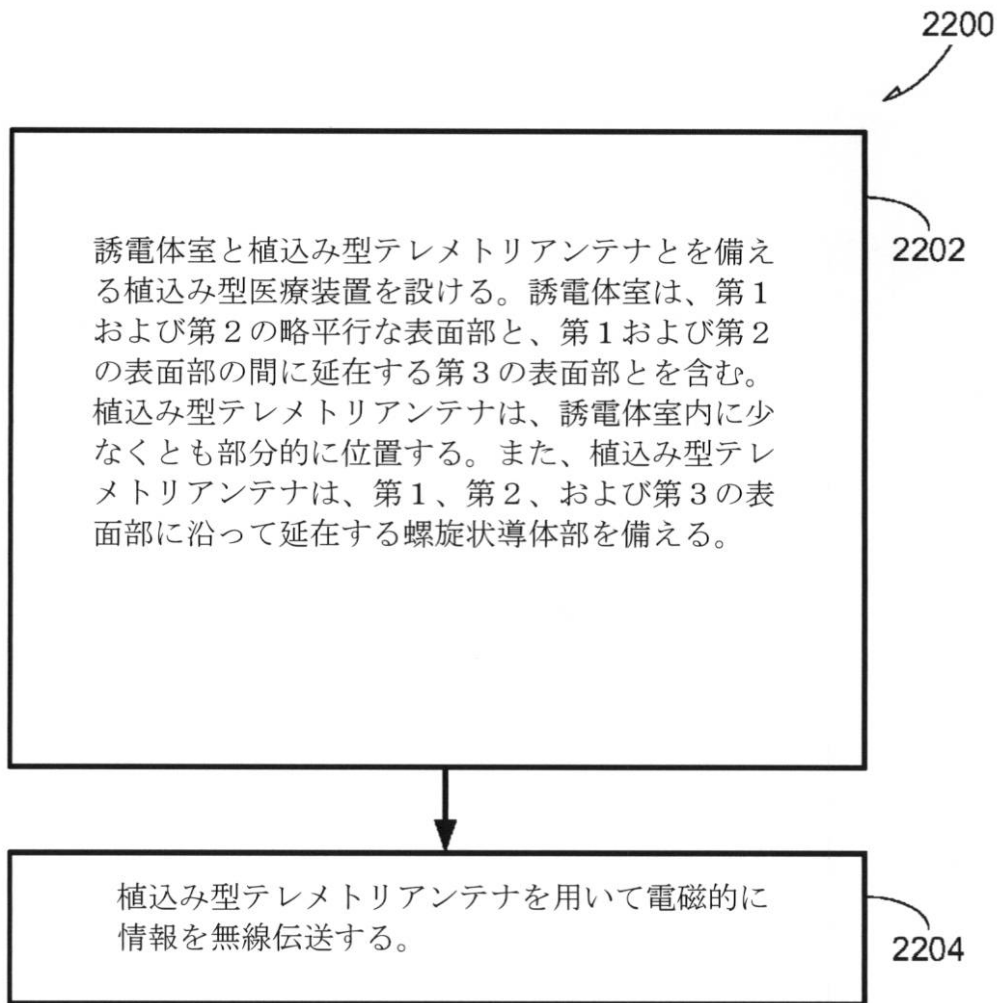 2200
誘電体室と植込み型テレメトリアンテナとを備え
る植込み型医療装置を設ける。誘電体室は、第1
および第2の略平行な表面部と、第1および第2
の表面部の間に延在する第3の表面部とを含む。
植込み型テレメトリアンテナは、誘電体室内に少
なくとも部分的に位置する。また、植込み型テレ
メトリアンテナは、第1、第2、および第3の表
面部に沿って延在する螺旋状導体部を備える。
2202
植込み型テレメトリアンテナを用いて電磁的に
情報を無線伝送する。
2204